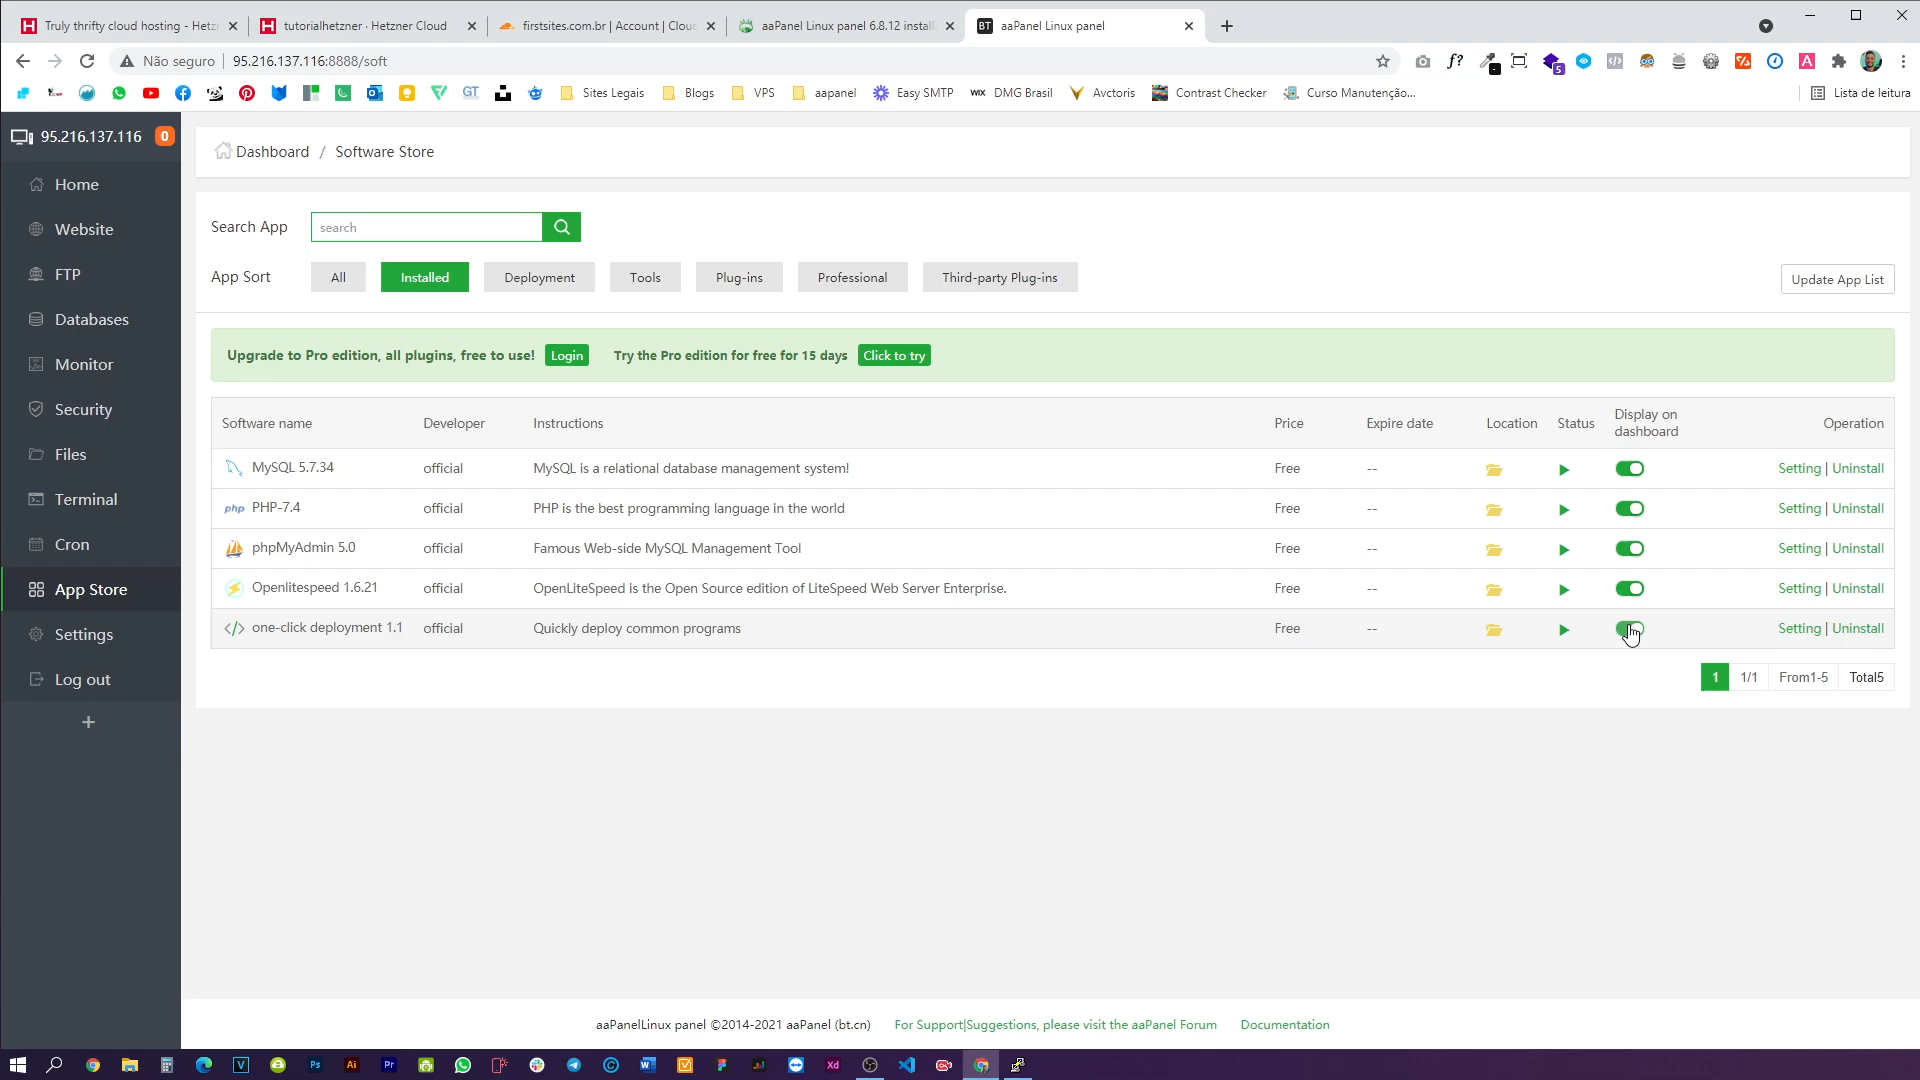 Truly thrifty cloud hosting - Hetz
tutorialhetzner · Hetzner Cloud
firstsites.com.br | Account | Clouc
aaPanel Linux panel 6.8.12 install
BT aaPanel Linux panel
Não seguro 95.216.137.116:8888/soft
Sites Legais
Blogs
VPS
aapanel
Easy SMTP
WIX DMG Brasil
Avctoris
Contrast Checker
Curso Manutenção...
Lista de leitura
95.216.137.116 0
Home
Website
FTP
Databases
Monitor
Security
Files
Terminal
Cron
App Store
Settings
Log out
Dashboard / Software Store
Search App search
App Sort All Installed Deployment Tools Plug-ins Professional Third-party Plug-ins
Update App List
Upgrade to Pro edition, all plugins, free to use! Login Try the Pro edition for free for 15 days Click to try
Software name Developer Instructions Price Expire date Location Status Display on dashboard Operation
MySQL 5.7.34 official MySQL is a relational database management system! Free -- Setting | Uninstall
php PHP-7.4 official PHP is the best programming language in the world Free -- Setting | Uninstall
phpMyAdmin 5.0 official Famous Web-side MySQL Management Tool Free -- Setting | Uninstall
Openlitespeed 1.6.21 official OpenLiteSpeed is the Open Source edition of LiteSpeed Web Server Enterprise. Free -- Setting | Uninstall
one-click deployment 1.1 official Quickly deploy common programs Free -- Setting | Uninstall
1 1/1 From1-5 Total5
aaPanelLinux panel ©2014-2021 aaPanel (bt.cn) For Support|Suggestions, please visit the aaPanel Forum Documentation